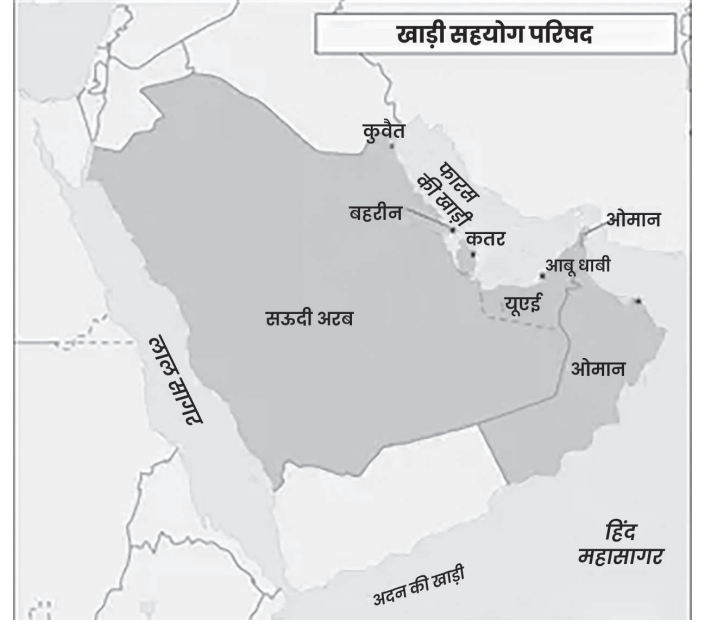 खाड़ी सहयोग परिषद
कुवैत
फारस
की खाड़ी
बहरीन
कतर
ओमान
आबू धाबी
यूएई
सऊदी अरब
लाल सागर
ओमान
हिंद
महासागर
अदन की खाड़ी